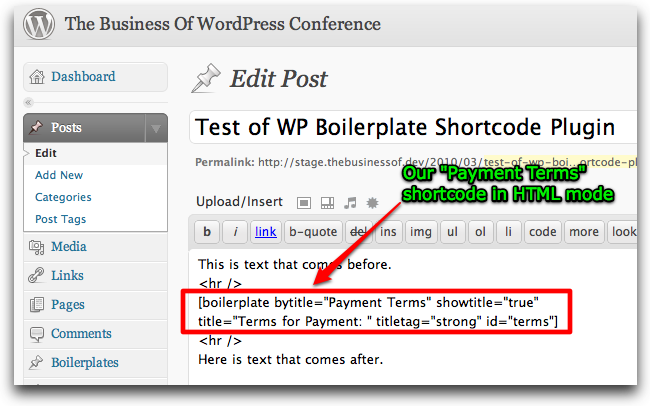 The Business Of WordPress Conference
Dashboard
Posts
Edit
Add New
Categories
Post Tags
Media
Links
Pages
Comments
Boilerplates
Edit Post
Test of WP Boilerplate Shortcode Plugin
Permalink: http://stage.thebusinessof.dev/2010/03/test-of-wp-boi...ortcode-pl
Our "Payment Terms"
shortcode in HTML mode
Upload/Insert
b i link b-quote del ins img ul ol li code more look
This is text that comes before.
<hr />
[boilerplate bytitle="Payment Terms" showtitle="true"
title="Terms for Payment: " titletag="strong" id="terms"]
<hr />
Here is text that comes after.